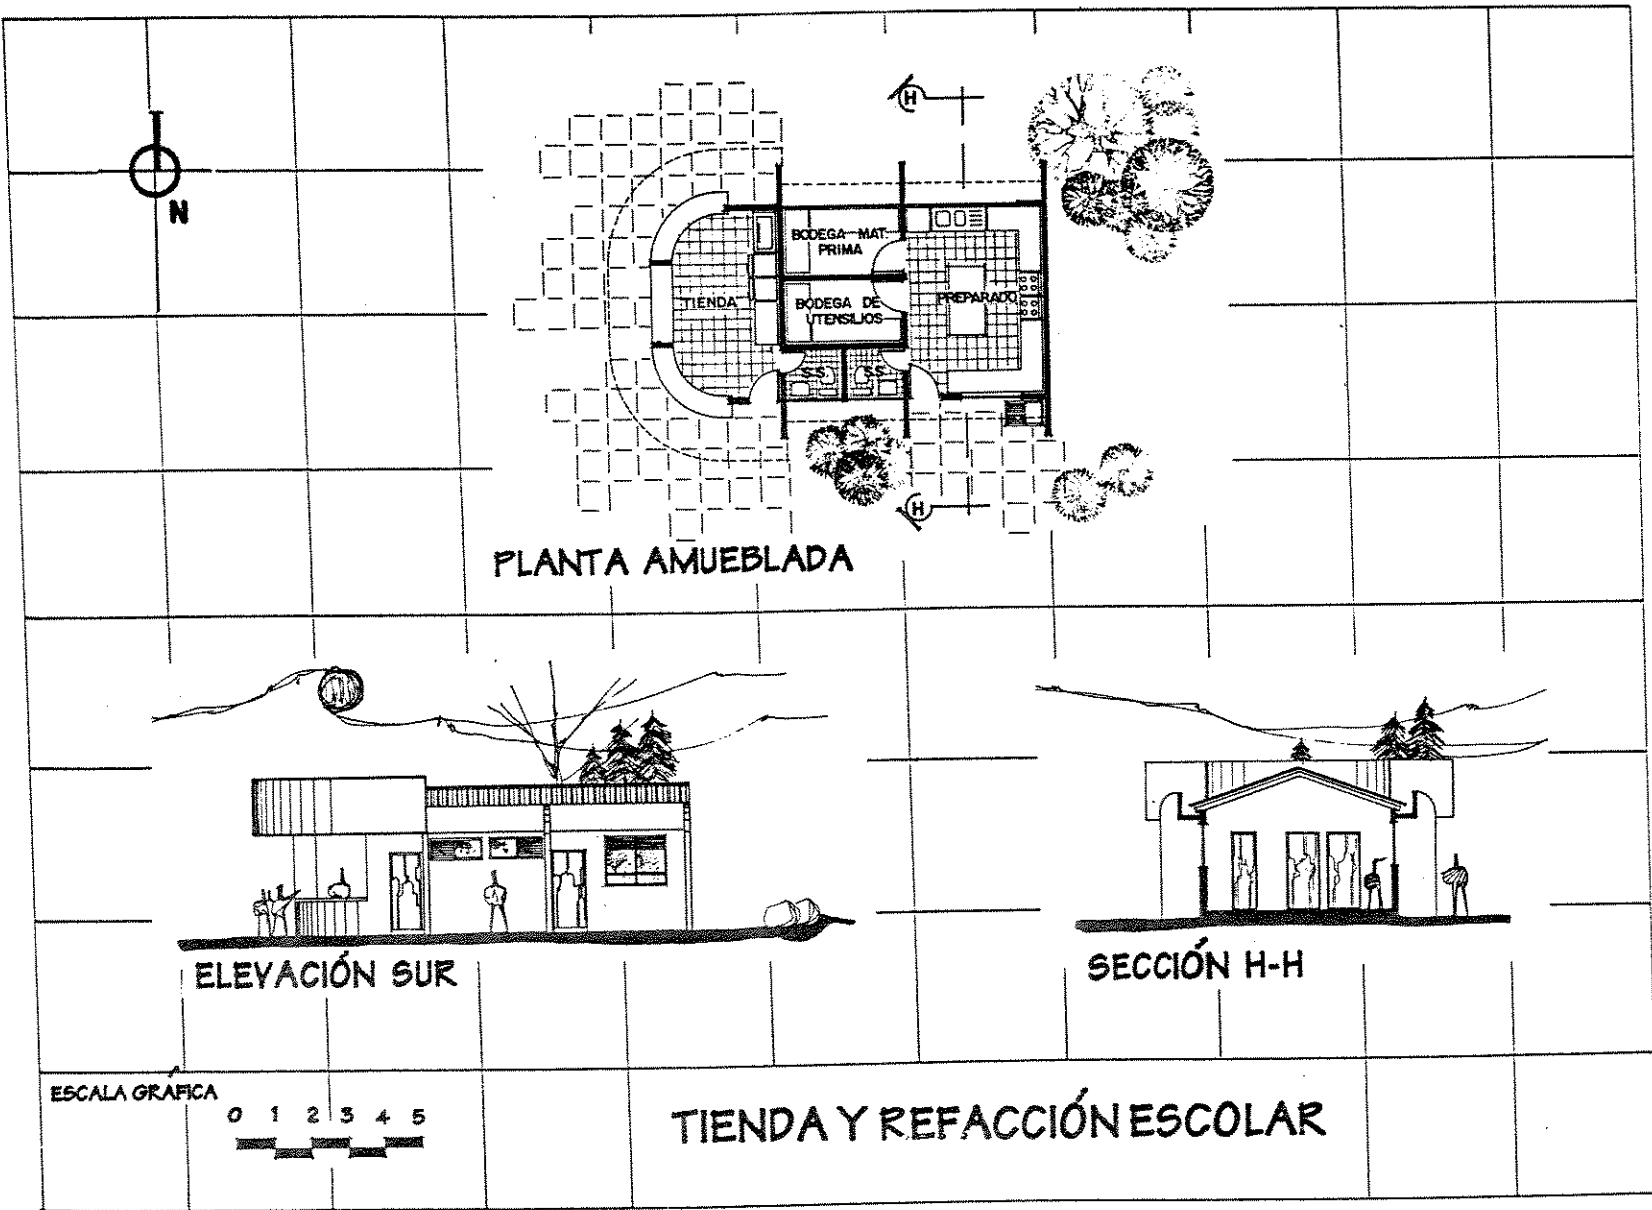 H
N
BODEGA MAT.
PRIMA
TIENDA
BODEGA DE
UTENSILIOS
PREPARADO
S.S.
S.S.
H
PLANTA AMUEBLADA
ELEVACIÓN SUR
SECCIÓN H-H
ESCALA GRÁFICA
0 1 2 3 4 5
TIENDA Y REFACCIÓN ESCOLAR